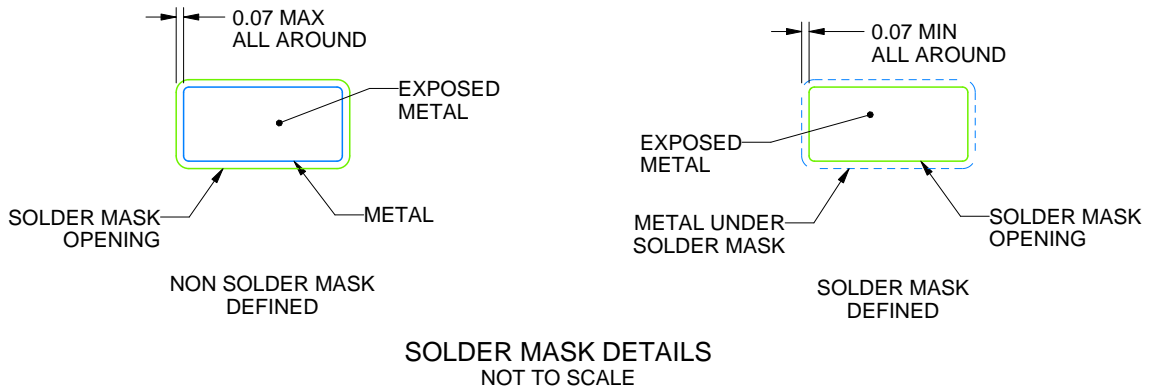 0.07 MAX
ALL AROUND
EXPOSED
METAL
SOLDER MASK
OPENING
METAL
NON SOLDER MASK
DEFINED
0.07 MIN
ALL AROUND
EXPOSED
METAL
METAL UNDER
SOLDER MASK
SOLDER MASK
OPENING
SOLDER MASK
DEFINED
SOLDER MASK DETAILS
NOT TO SCALE